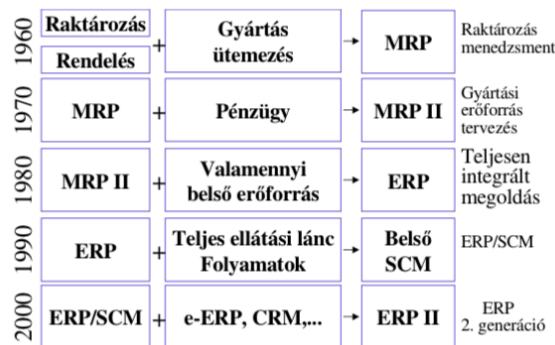 1960
Raktározás
Rendelés
+
Gyártás
ütemezés
MRP
Raktározás
menedzsment
1970
MRP
+
Pénzügy
MRP II
Gyártási
erőforrás
tervezés
1980
MRP II
+
Valamennyi
belső erőforrás
ERP
Teljesen
integrált
megoldás
1990
ERP
+
Teljes ellátási lánc
Folyamatok
Belső
SCM
ERP/SCM
2000
ERP/SCM
+
e-ERP, CRM,...
ERP II
ERP
2. generáció